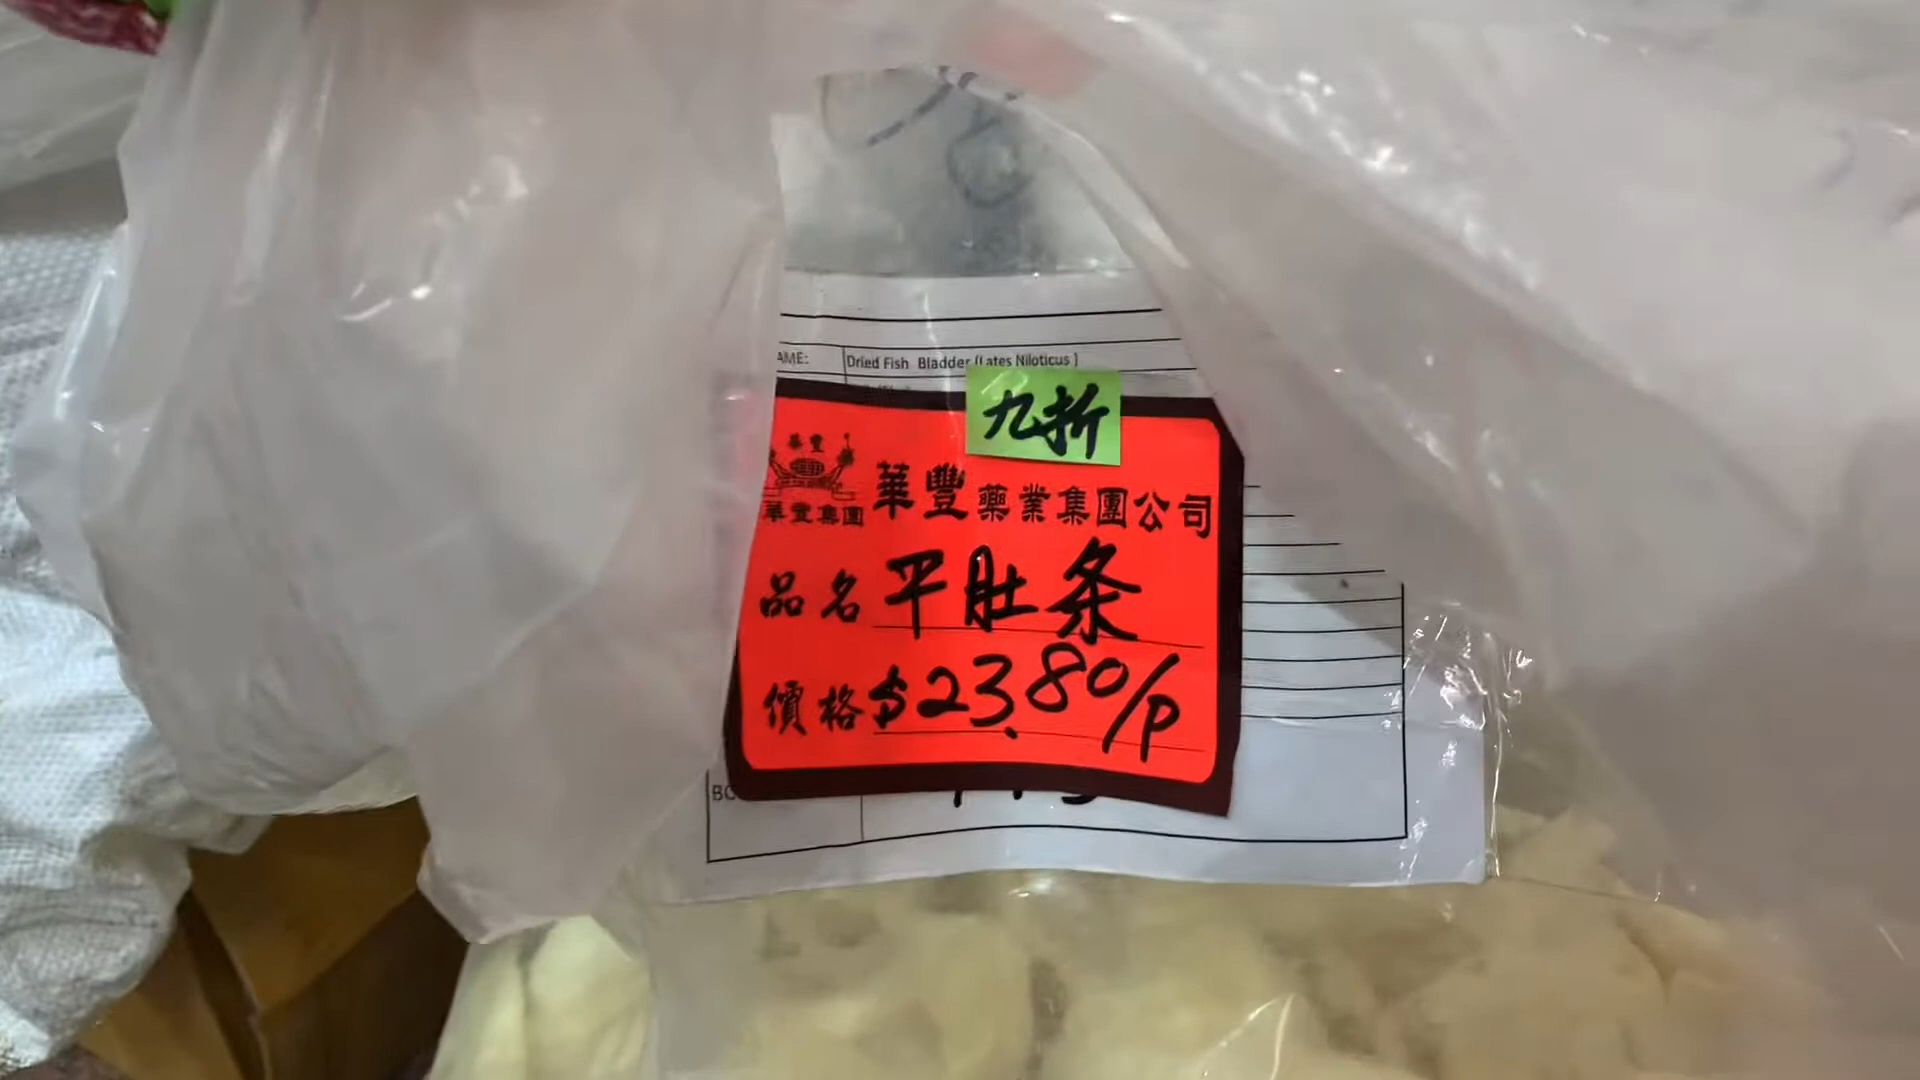 AME: Dried Fish Bladder (Lates Niloticus )
九折
華豐
華豐集團
華豐藥業集團公司
品名 平肚条
價格 $23.80/P